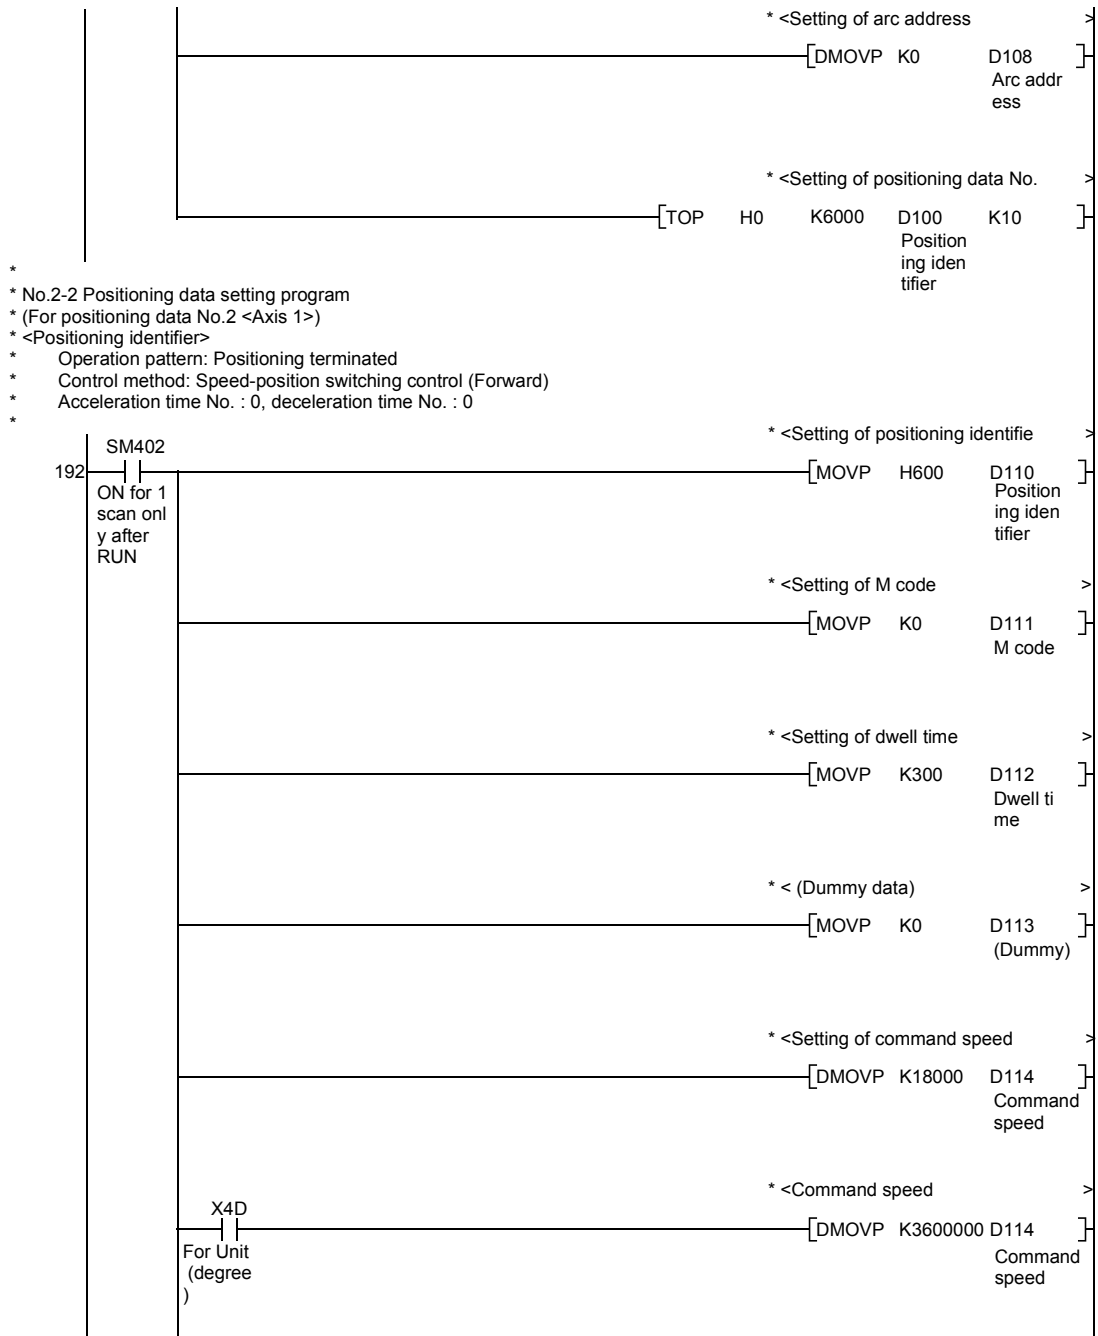 * <Setting of arc address >
DMOVP K0 D108
Arc addr
ess
* <Setting of positioning data No. >
TOP H0 K6000 D100 K10
Position
ing iden
tifier
*
* No.2-2 Positioning data setting program
* (For positioning data No.2 <Axis 1>)
* <Positioning identifier>
* Operation pattern: Positioning terminated
* Control method: Speed-position switching control (Forward)
* Acceleration time No. : 0, deceleration time No. : 0
*
* <Setting of positioning identifie >
SM402
192 MOVP H600 D110
ON for 1
scan onl
y after
RUN
Position
ing iden
tifier
* <Setting of M code >
MOVP K0 D111
M code
* <Setting of dwell time >
MOVP K300 D112
Dwell ti
me
* < (Dummy data) >
MOVP K0 D113
(Dummy)
* <Setting of command speed >
DMOVP K18000 D114
Command
speed
* <Command speed >
X4D
DMOVP K3600000 D114
For Unit
(degree
)
Command
speed